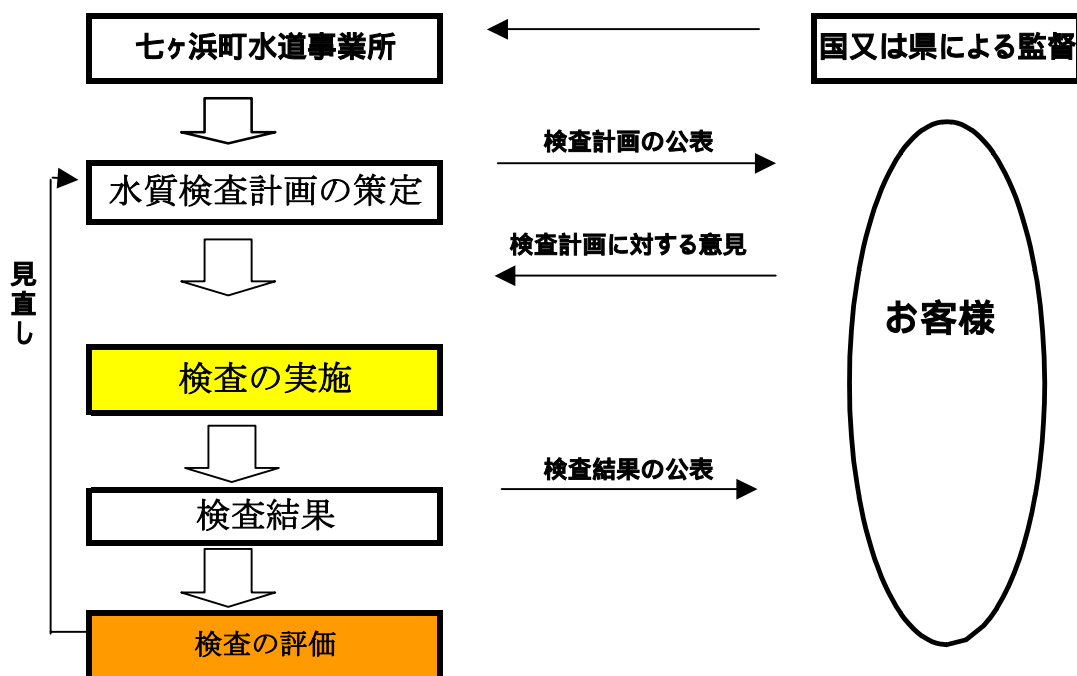 七ヶ浜町水道事業所
国又は県による監督
検査計画の公表
水質検査計画の策定
検査計画に対する意見
見直し
お客様
検査の実施
検査結果の公表
検査結果
検査の評価